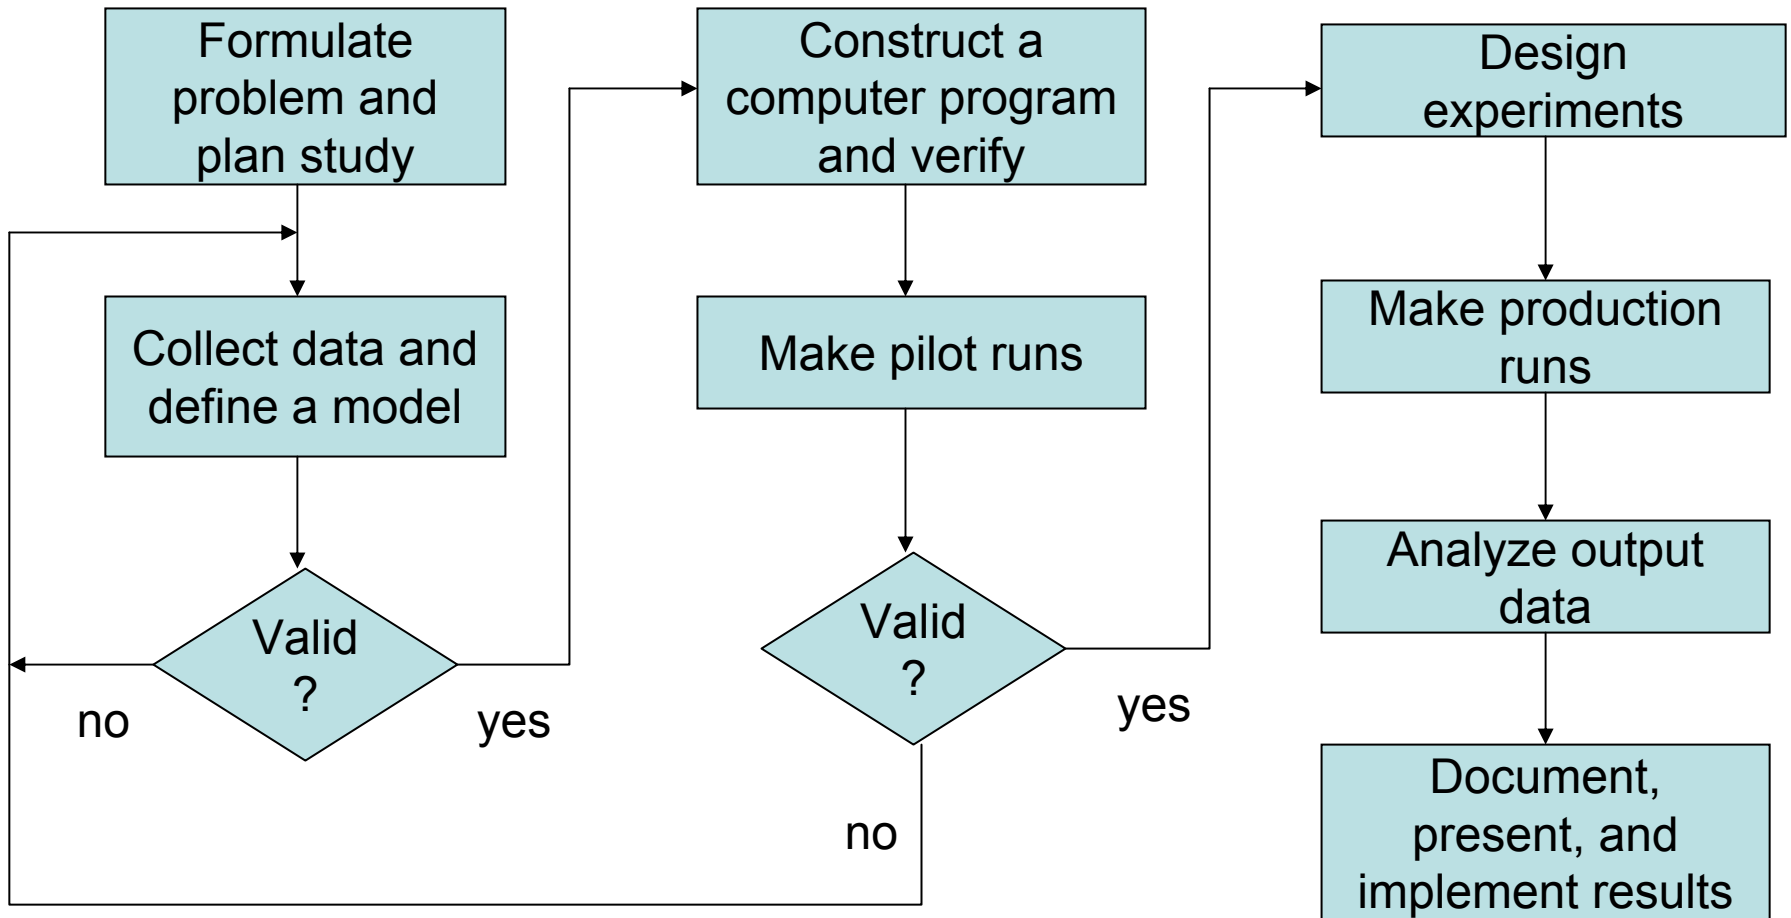 Formulate
problem and
plan study
Collect data and
define a model
Valid
?
no
yes
Construct a
computer program
and verify
Make pilot runs
Valid
?
yes
no
Design
experiments
Make production
runs
Analyze output
data
Document,
present, and
implement results